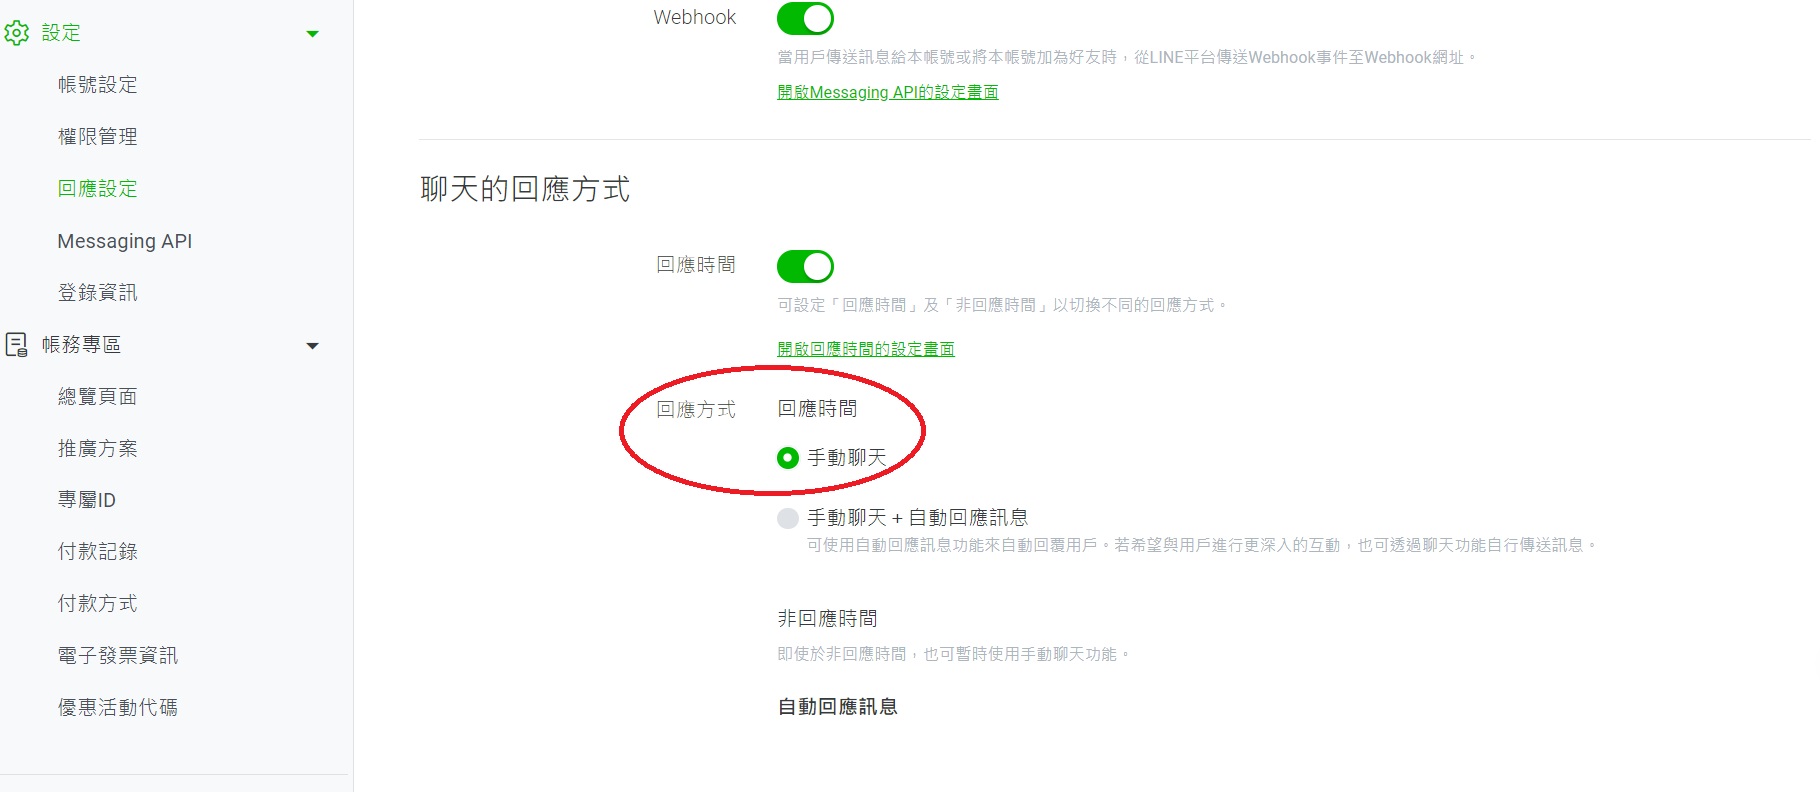 設定
帳號設定
權限管理
回應設定
Messaging API
登錄資訊
帳務專區
總覽頁面
推廣方案
專屬ID
付款記錄
付款方式
電子發票資訊
優惠活動代碼
Webhook
當用戶傳送訊息給本帳號或將本帳號加為好友時，從LINE平台傳送Webhook事件至Webhook網址。
開啟Messaging API的設定畫面
聊天的回應方式
回應時間
可設定「回應時間」及「非回應時間」以切換不同的回應方式。
開啟回應時間的設定畫面
回應方式
回應時間
手動聊天
手動聊天 + 自動回應訊息
可使用自動回應訊息功能來自動回覆用戶。若希望與用戶進行更深入的互動，也可透過聊天功能自行傳送訊息。
非回應時間
即使於非回應時間，也可暫時使用手動聊天功能。
自動回應訊息